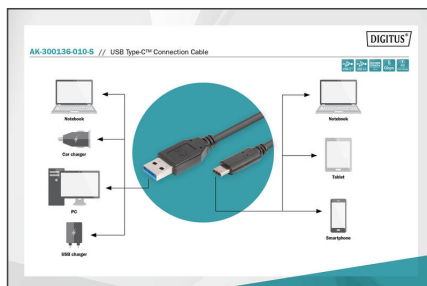 DIGITUS®
AK-300136-010-S // USB Type-C™ Connection Cable
Notebook
Car charger
PC
USB charger
Notebook
Tablet
Smartphone